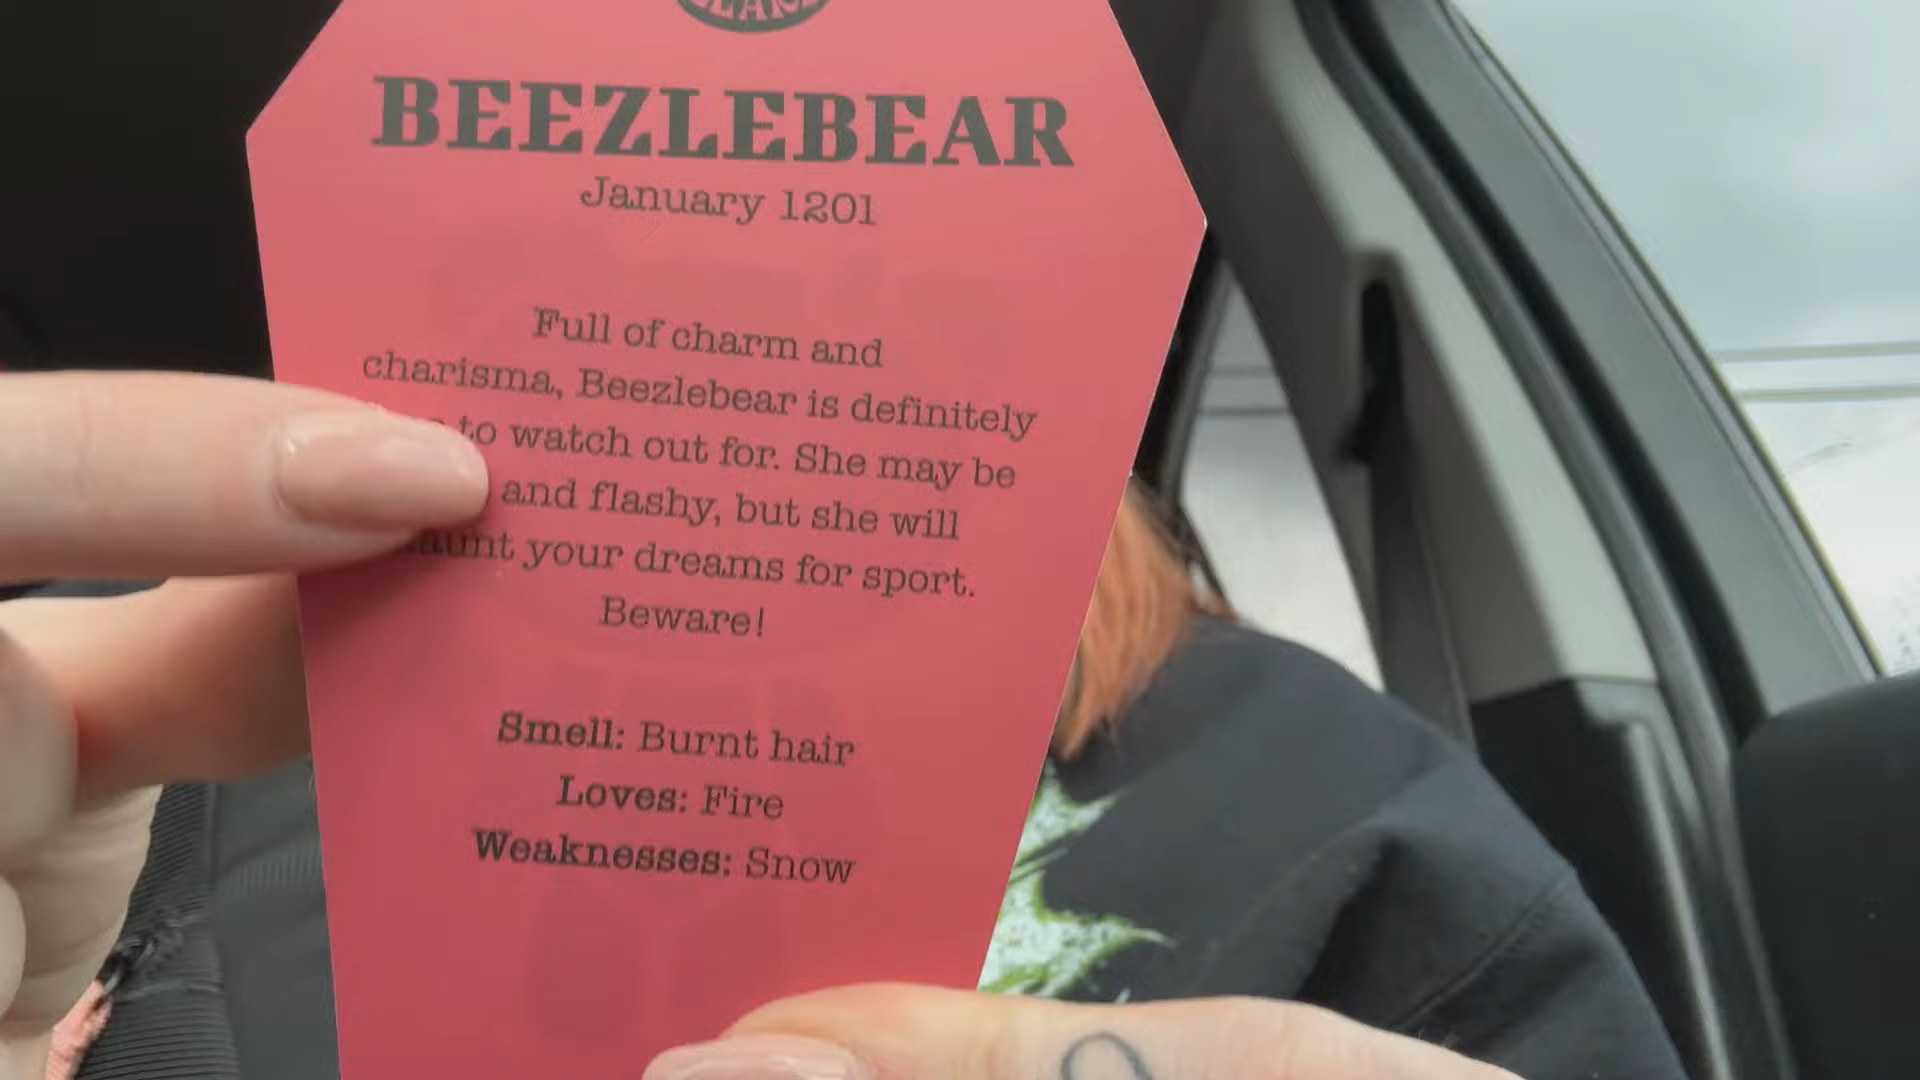 BEEZLEBEAR
January 1201
Full of charm and
charisma, Beezlebear is definitely
to watch out for. She may be
and flashy, but she will
haunt your dreams for sport.
Beware!
Smell: Burnt hair
Loves: Fire
Weaknesses: Snow